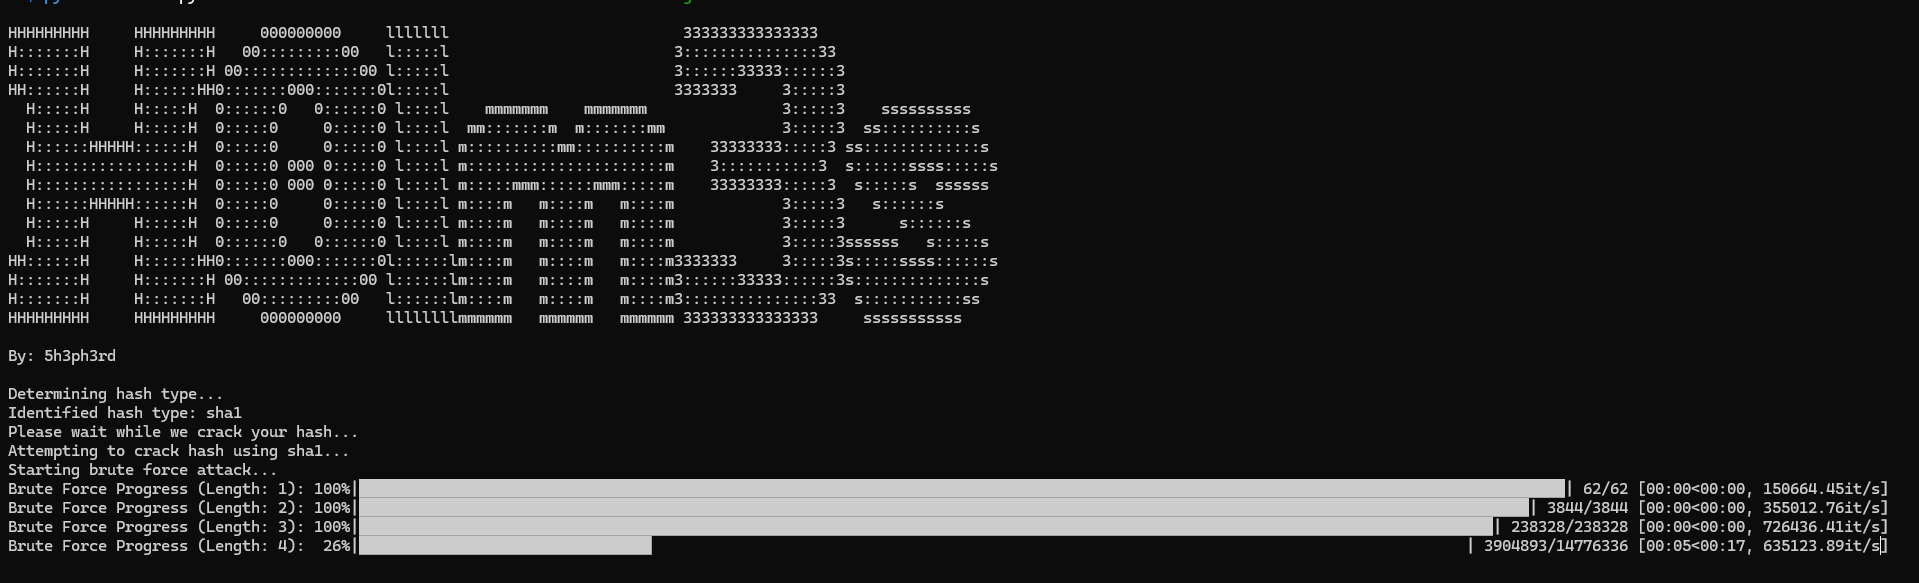 HHHHHHHHH     HHHHHHHHH     000000000     lllllll                          333333333333333
H:::::::H     H:::::::H   00:::::::::00   l:::::l                         3:::::::::::::::33
H:::::::H     H:::::::H 00:::::::::::::00 l:::::l                         3::::::33333::::::3
HH::::::H     H::::::HH0:::::::000:::::::0l:::::l                         3333333     3:::::3
  H:::::H     H:::::H  0::::::0   0::::::0 l::::l    mmmmmmm    mmmmmmm               3:::::3    ssssssssss
  H:::::H     H:::::H  0:::::0     0:::::0 l::::l  mm:::::::m  m:::::::mm             3:::::3  ss::::::::::s
  H::::::HHHHH::::::H  0:::::0     0:::::0 l::::l m::::::::::mm::::::::::m    33333333:::::3 ss:::::::::::::s
  H:::::::::::::::::H  0:::::0 000 0:::::0 l::::l m::::::::::::::::::::::m    3:::::::::::3  s::::::ssss:::::s
  H:::::::::::::::::H  0:::::0 000 0:::::0 l::::l m:::::mmm::::::mmm:::::m    33333333:::::3  s:::::s  ssssss
  H::::::HHHHH::::::H  0:::::0     0:::::0 l::::l m::::m   m::::m   m::::m            3:::::3   s::::::s
  H:::::H     H:::::H  0:::::0     0:::::0 l::::l m::::m   m::::m   m::::m            3:::::3      s::::::s
  H:::::H     H:::::H  0::::::0   0::::::0 l::::l m::::m   m::::m   m::::m            3:::::3ssssss   s:::::s
HH::::::H     H::::::HH0:::::::000:::::::0l::::::lm::::m   m::::m   m::::m3333333     3:::::3s:::::ssss::::::s
H:::::::H     H:::::::H 00:::::::::::::00 l::::::lm::::m   m::::m   m::::m3::::::33333::::::3s::::::::::::::s
H:::::::H     H:::::::H   00:::::::::00   l::::::lm::::m   m::::m   m::::m3:::::::::::::::33  s:::::::::::ss
HHHHHHHHH     HHHHHHHHH     000000000     llllllllmmmmmm   mmmmmm   mmmmmm 333333333333333     sssssssssss
By: 5h3ph3rd
Determining hash type...
Identified hash type: sha1
Please wait while we crack your hash...
Attempting to crack hash using sha1...
Starting brute force attack...
Brute Force Progress (Length: 1): 100%| | 62/62 [00:00<00:00, 150664.45it/s]
Brute Force Progress (Length: 2): 100%| | 3844/3844 [00:00<00:00, 355012.76it/s]
Brute Force Progress (Length: 3): 100%| | 238328/238328 [00:00<00:00, 726436.41it/s]
Brute Force Progress (Length: 4):  26%| | 3904893/14776336 [00:05<00:17, 635123.89it/s]